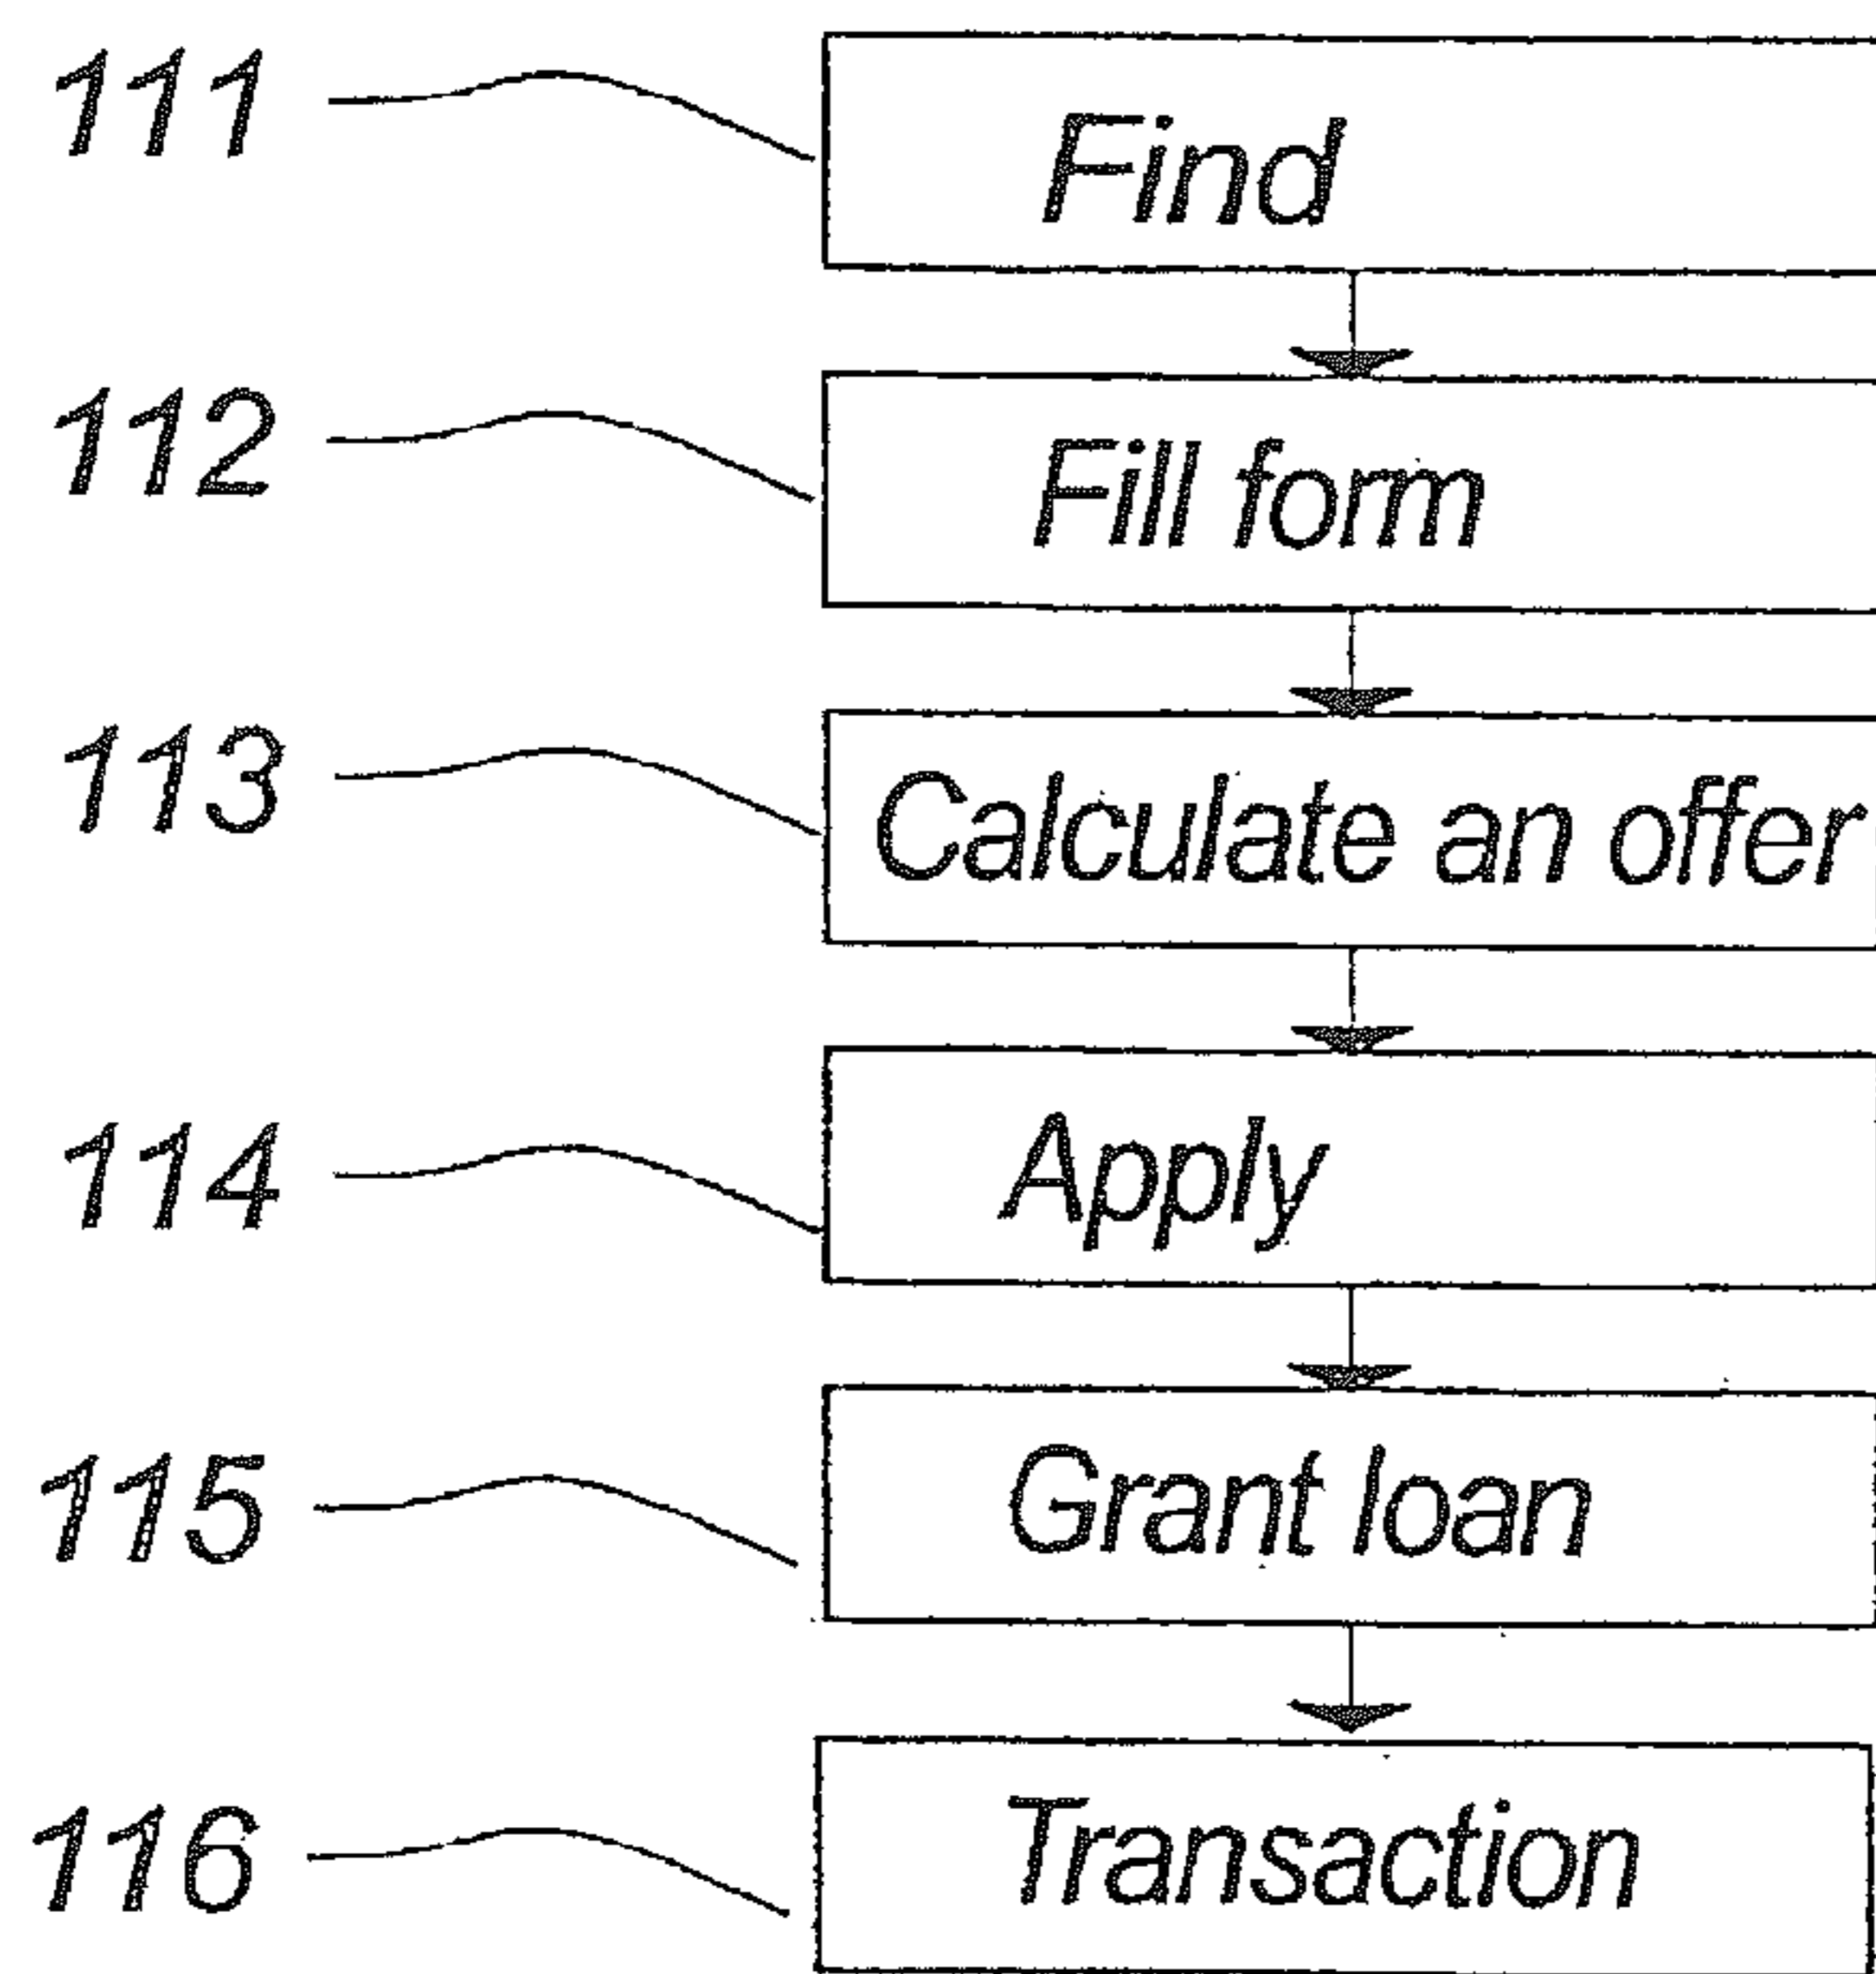 111 Find
112 Fill form
113 Calculate an offer
114 Apply
115 Grant loan
116 Transaction